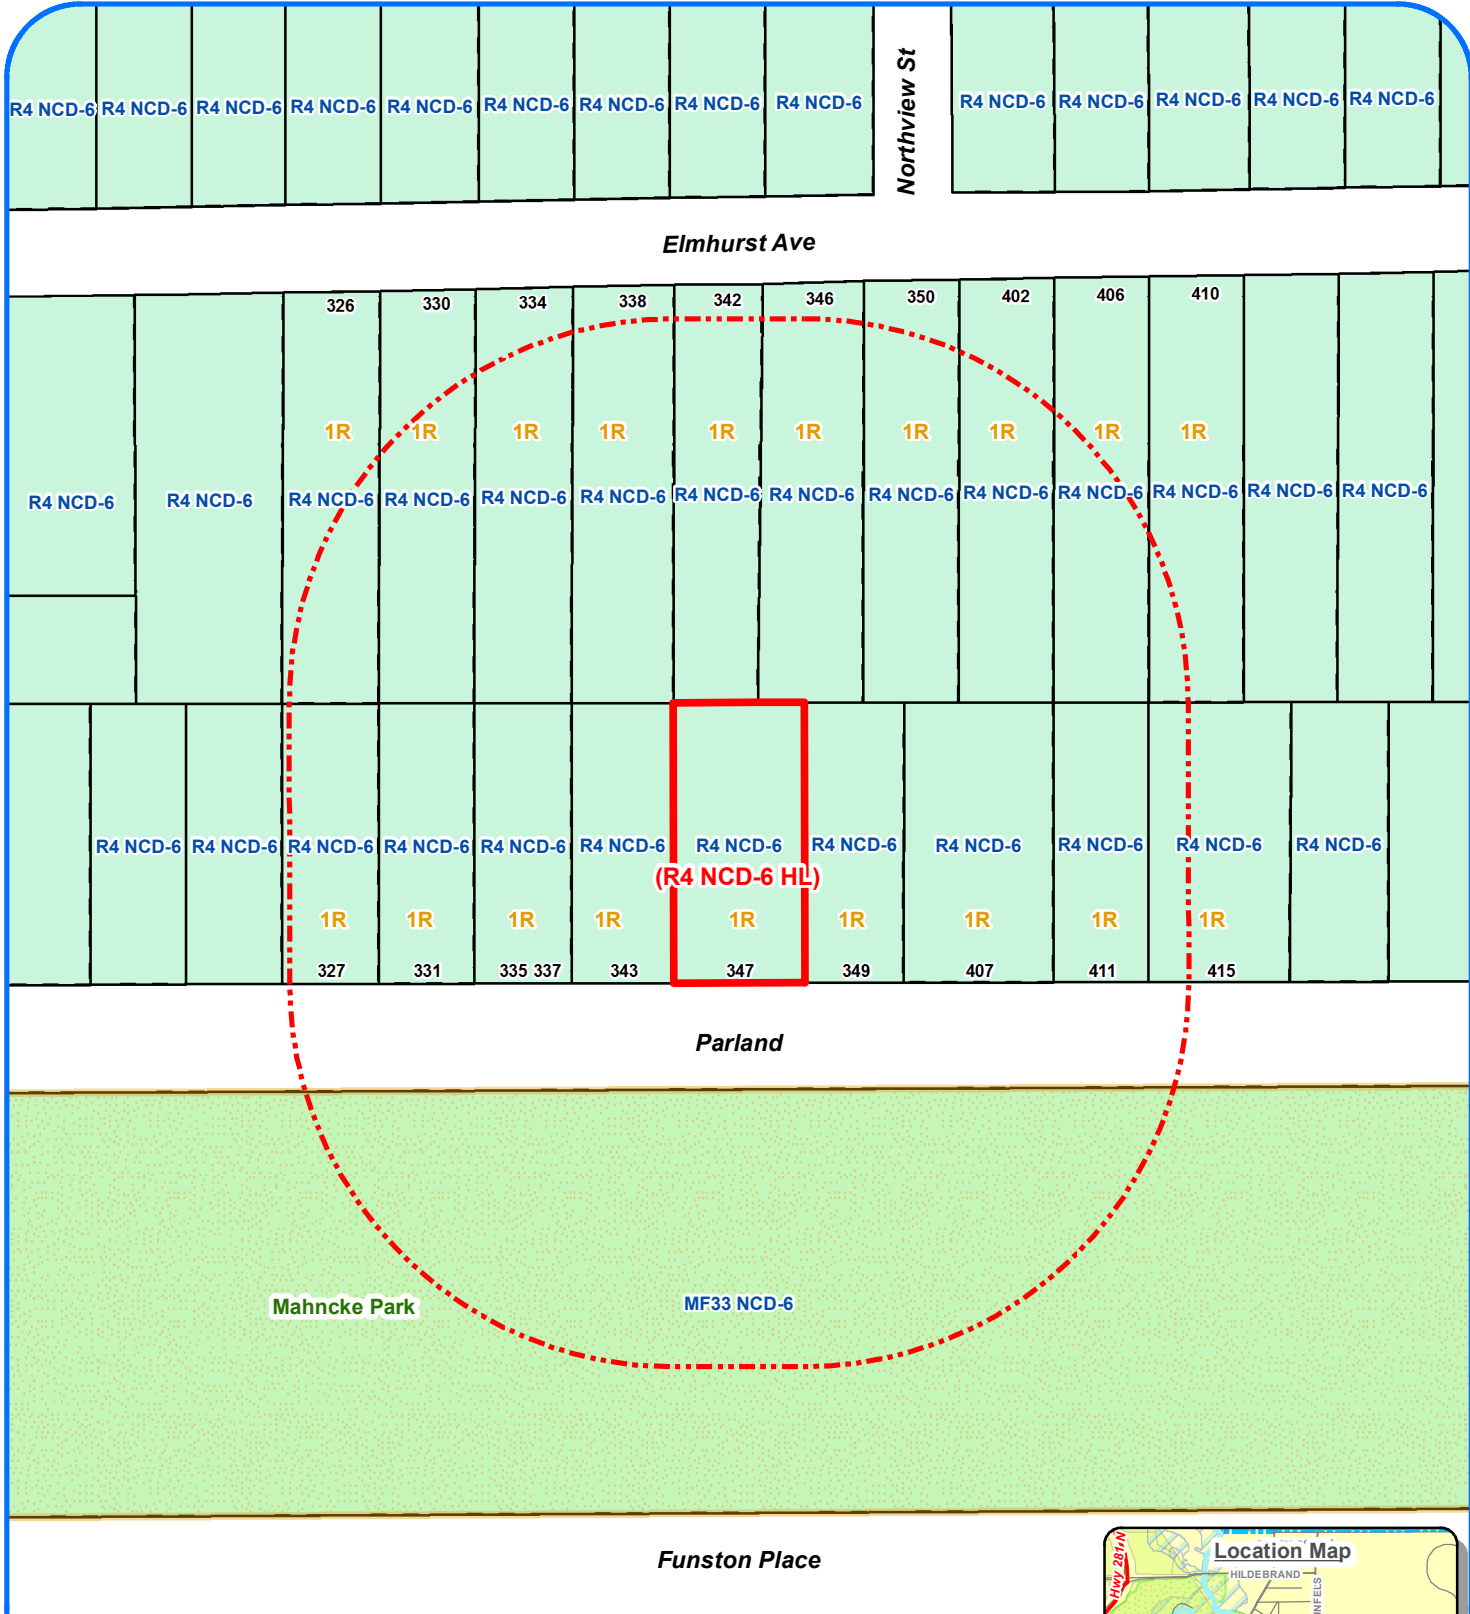 R4 NCD-6 R4 NCD-6 R4 NCD-6 R4 NCD-6 R4 NCD-6 R4 NCD-6 R4 NCD-6 R4 NCD-6 R4 NCD-6 R4 NCD-6 R4 NCD-6 R4 NCD-6 R4 NCD-6 R4 NCD-6
Northview St
Elmhurst Ave
326 330 334 338 342 346 350 402 406 410
1R 1R 1R 1R 1R 1R 1R 1R 1R 1R
R4 NCD-6 R4 NCD-6 R4 NCD-6 R4 NCD-6 R4 NCD-6 R4 NCD-6 R4 NCD-6 R4 NCD-6 R4 NCD-6 R4 NCD-6 R4 NCD-6 R4 NCD-6 R4 NCD-6 R4 NCD-6
R4 NCD-6 R4 NCD-6 R4 NCD-6 R4 NCD-6 R4 NCD-6 R4 NCD-6 R4 NCD-6 R4 NCD-6 R4 NCD-6 R4 NCD-6 R4 NCD-6 R4 NCD-6
(R4 NCD-6 HL)
1R 1R 1R 1R 1R 1R 1R 1R 1R
327 331 335 337 343 347 349 407 411 415
Parland
Mahncke Park
MF33 NCD-6
Funston Place
Location Map
Hwy 281 N
HILDEBRAND